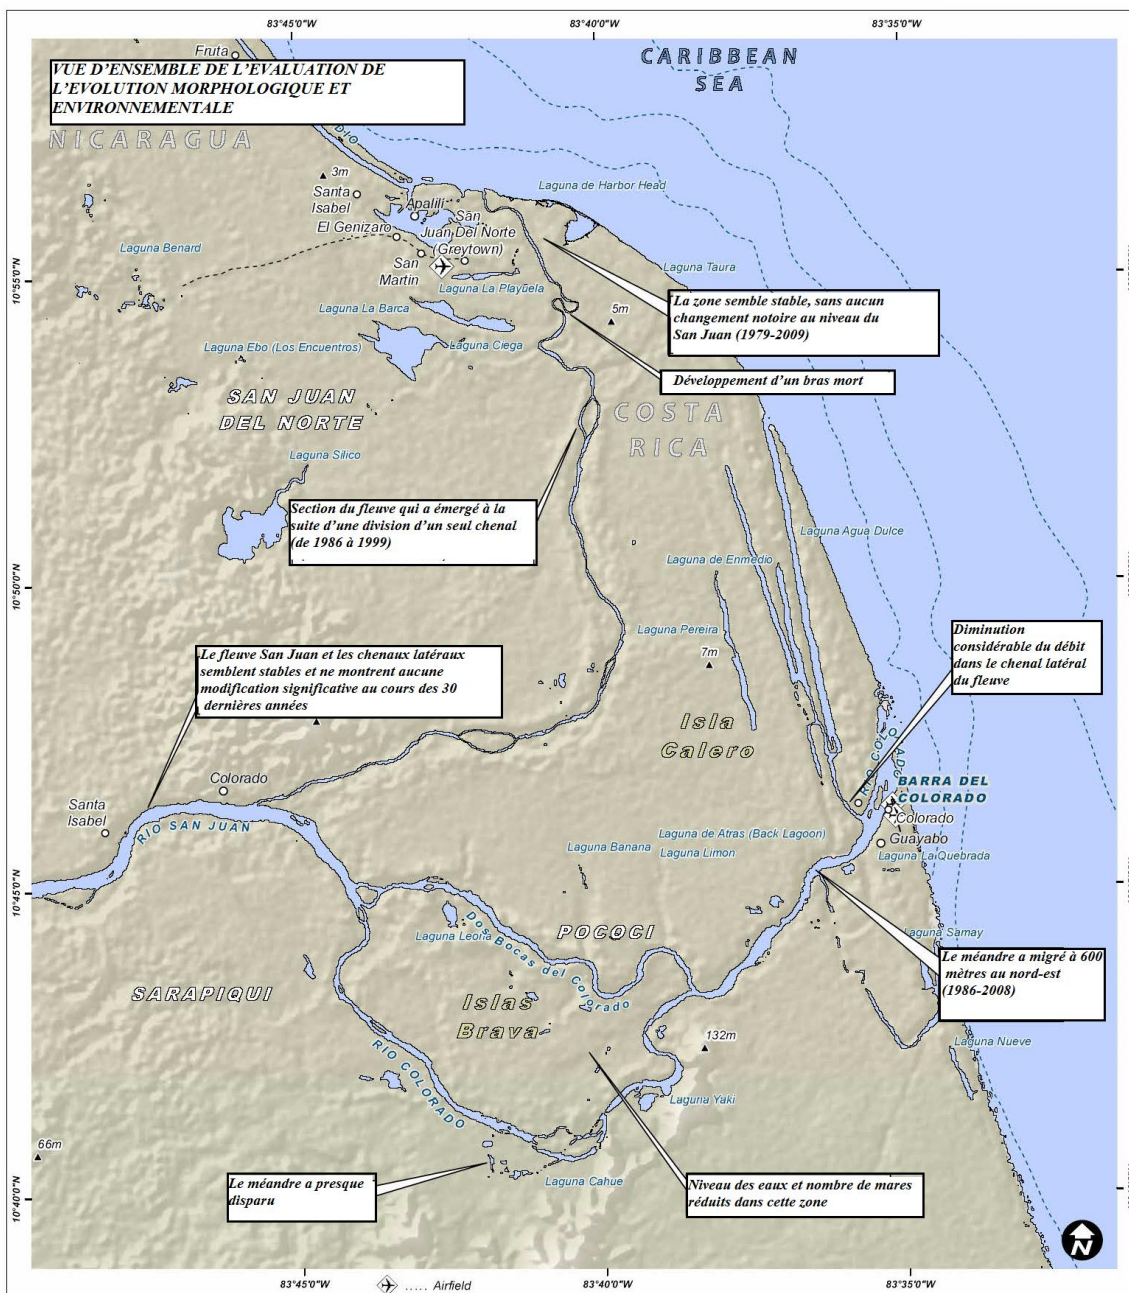 83°45'0"W
83°40'0"W
83°35'0"W
Fruta
CARIBBEAN
SEA
VUE D'ENSEMBLE DE L'EVALUATION DE
L'EVOLUTION MORPHOLOGIQUE ET
ENVIRONNEMENTALE
NICARAGUA
3m
Santa
Isabel
Laguna de Harbor Head
Apalili
San
Juan Del Norte
(Greytown)
El Genizaro
San
Martin
Laguna Benard
Laguna Taura
10°55'0"N
Laguna La Playuela
Laguna La Barca
5m
La zone semble stable, sans aucun
changement notoire au niveau du
San Juan (1979-2009)
Laguna Ebo (Los Encuentros)
Laguna Ciega
Développement d'un bras mort
SAN JUAN
DEL NORTE
COSTA
RICA
Laguna Silico
Section du fleuve qui a émergé à la
suite d'une division d'un seul chenal
(de 1986 à 1999)
Laguna Agua Dulce
Laguna de Enmedio
10°50'0"N
Laguna Pereira
7m
Diminution
considérable du débit
dans le chenal latéral
du fleuve
Le fleuve San Juan et les chenaux latéraux
semblent stables et ne montrent aucune
modification significative au cours des 30
dernières années
Isla
Calero
Colorado
Santa
Isabel
RIO SAN JUAN
BARRA DEL
COLORADO
Colorado
Guayabo
Laguna de Atras (Back Lagoon)
Laguna Banana
Laguna Limon
Laguna La Quebrada
10°45'0"N
Laguna Leona
Dos Bocas del Colorado
POCOCI
Laguna Samay
Le méandre a migré à 600
mètres au nord-est
(1986-2008)
SARAPIQUI
Islas
Brava
132m
Laguna Nueve
RIO COLORADO
Laguna Yaki
66m
Le méandre a presque
disparu
Laguna Cahue
Niveau des eaux et nombre de mares
réduits dans cette zone
10°40'0"N
N
83°45'0"W
83°40'0"W
83°35'0"W
..... Airfield